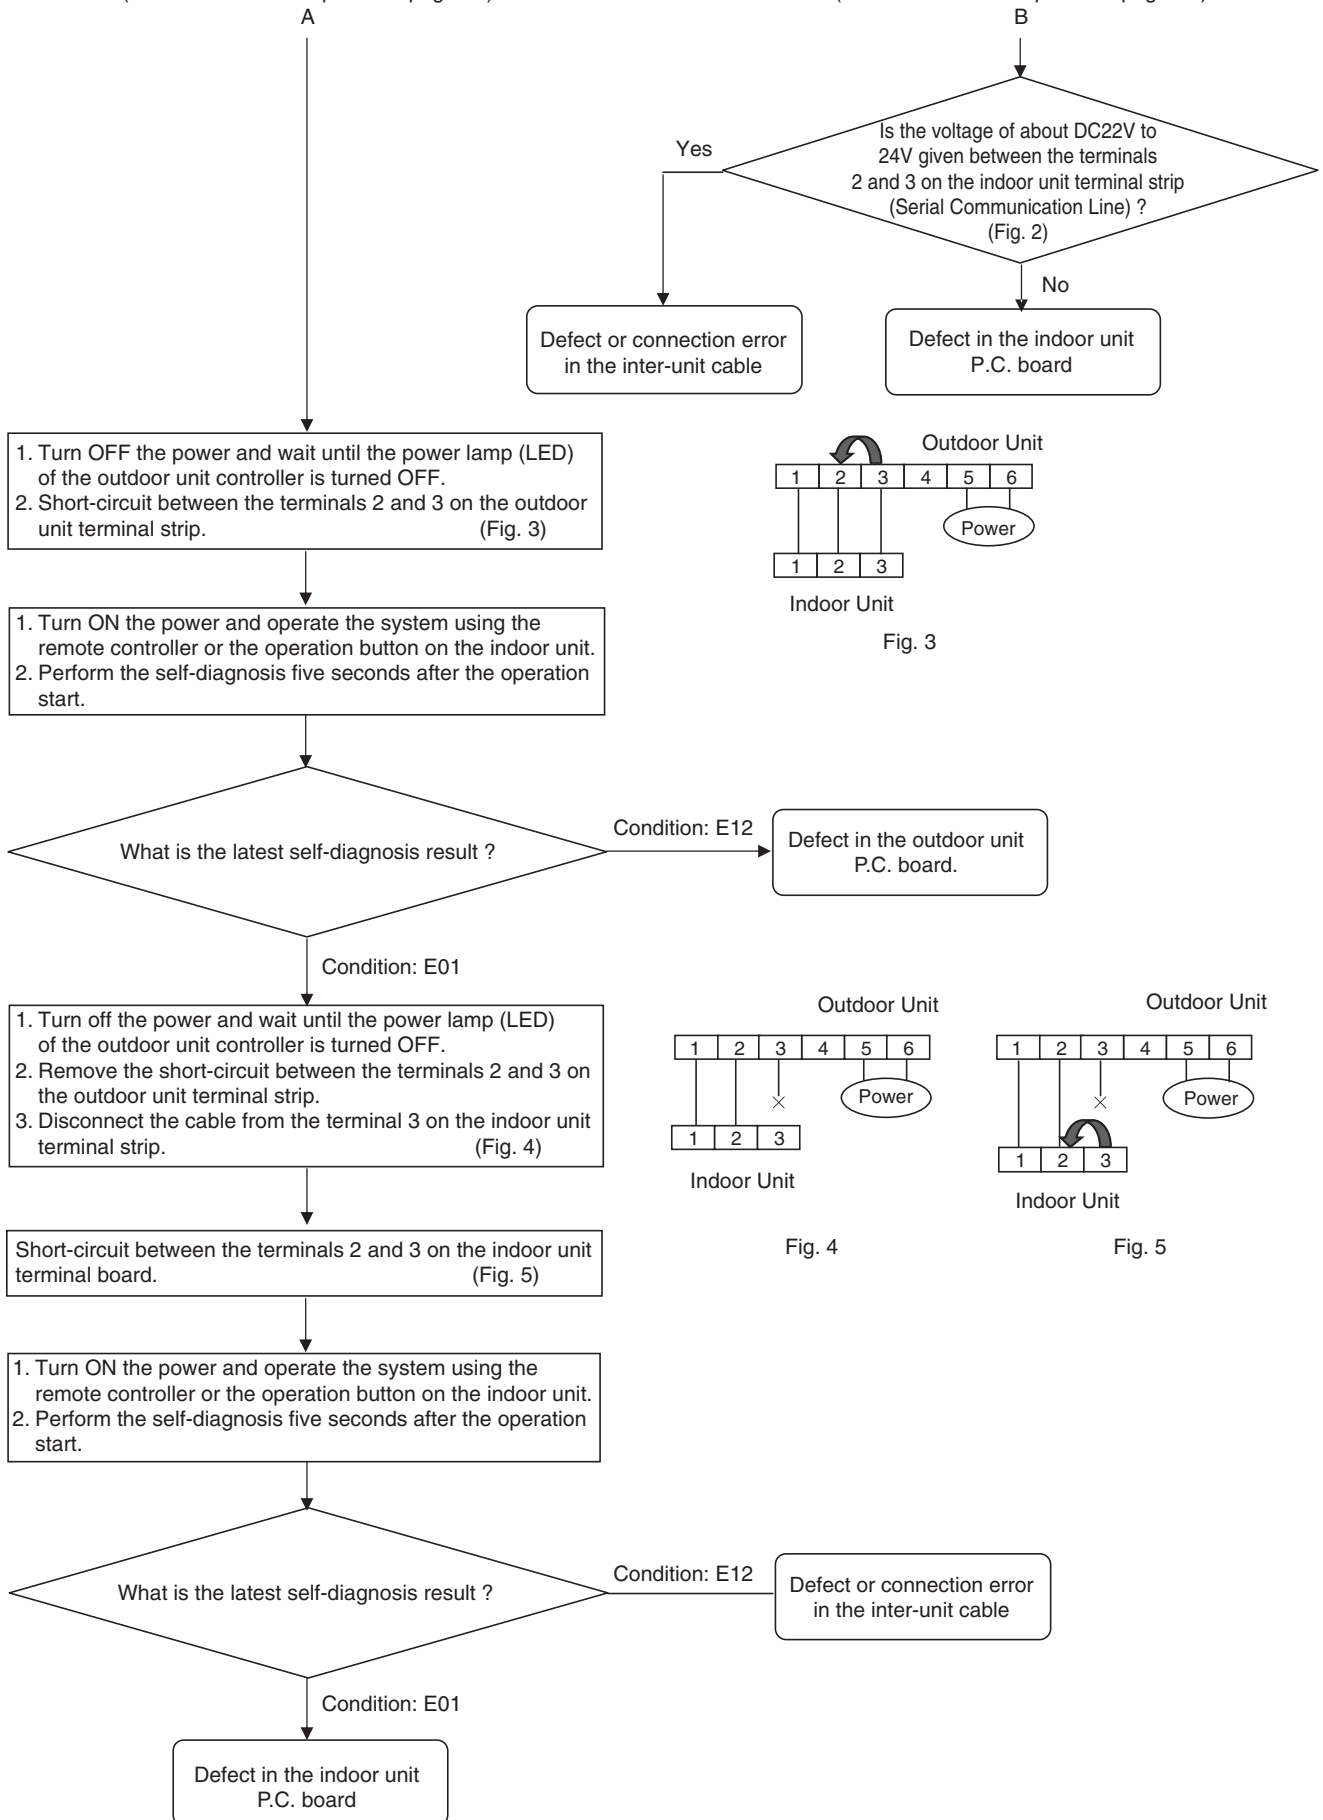 A
B
Is the voltage of about DC22V to
24V given between the terminals
2 and 3 on the indoor unit terminal strip
(Serial Communication Line) ?
(Fig. 2)
Yes
No
Defect or connection error
in the inter-unit cable
Defect in the indoor unit
P.C. board
1. Turn OFF the power and wait until the power lamp (LED)
of the outdoor unit controller is turned OFF.
2. Short-circuit between the terminals 2 and 3 on the outdoor
unit terminal strip. (Fig. 3)
Outdoor Unit
1 2 3 4 5 6
Power
1 2 3
Indoor Unit
Fig. 3
1. Turn ON the power and operate the system using the
remote controller or the operation button on the indoor unit.
2. Perform the self-diagnosis five seconds after the operation
start.
What is the latest self-diagnosis result ?
Condition: E12
Defect in the outdoor unit
P.C. board.
Condition: E01
1. Turn off the power and wait until the power lamp (LED)
of the outdoor unit controller is turned OFF.
2. Remove the short-circuit between the terminals 2 and 3 on
the outdoor unit terminal strip.
3. Disconnect the cable from the terminal 3 on the indoor unit
terminal strip. (Fig. 4)
Outdoor Unit
1 2 3 4 5 6
Power
1 2 3
Indoor Unit
Fig. 4
Outdoor Unit
1 2 3 4 5 6
Power
1 2 3
Indoor Unit
Fig. 5
Short-circuit between the terminals 2 and 3 on the indoor unit
terminal board. (Fig. 5)
1. Turn ON the power and operate the system using the
remote controller or the operation button on the indoor unit.
2. Perform the self-diagnosis five seconds after the operation
start.
What is the latest self-diagnosis result ?
Condition: E12
Defect or connection error
in the inter-unit cable
Condition: E01
Defect in the indoor unit
P.C. board